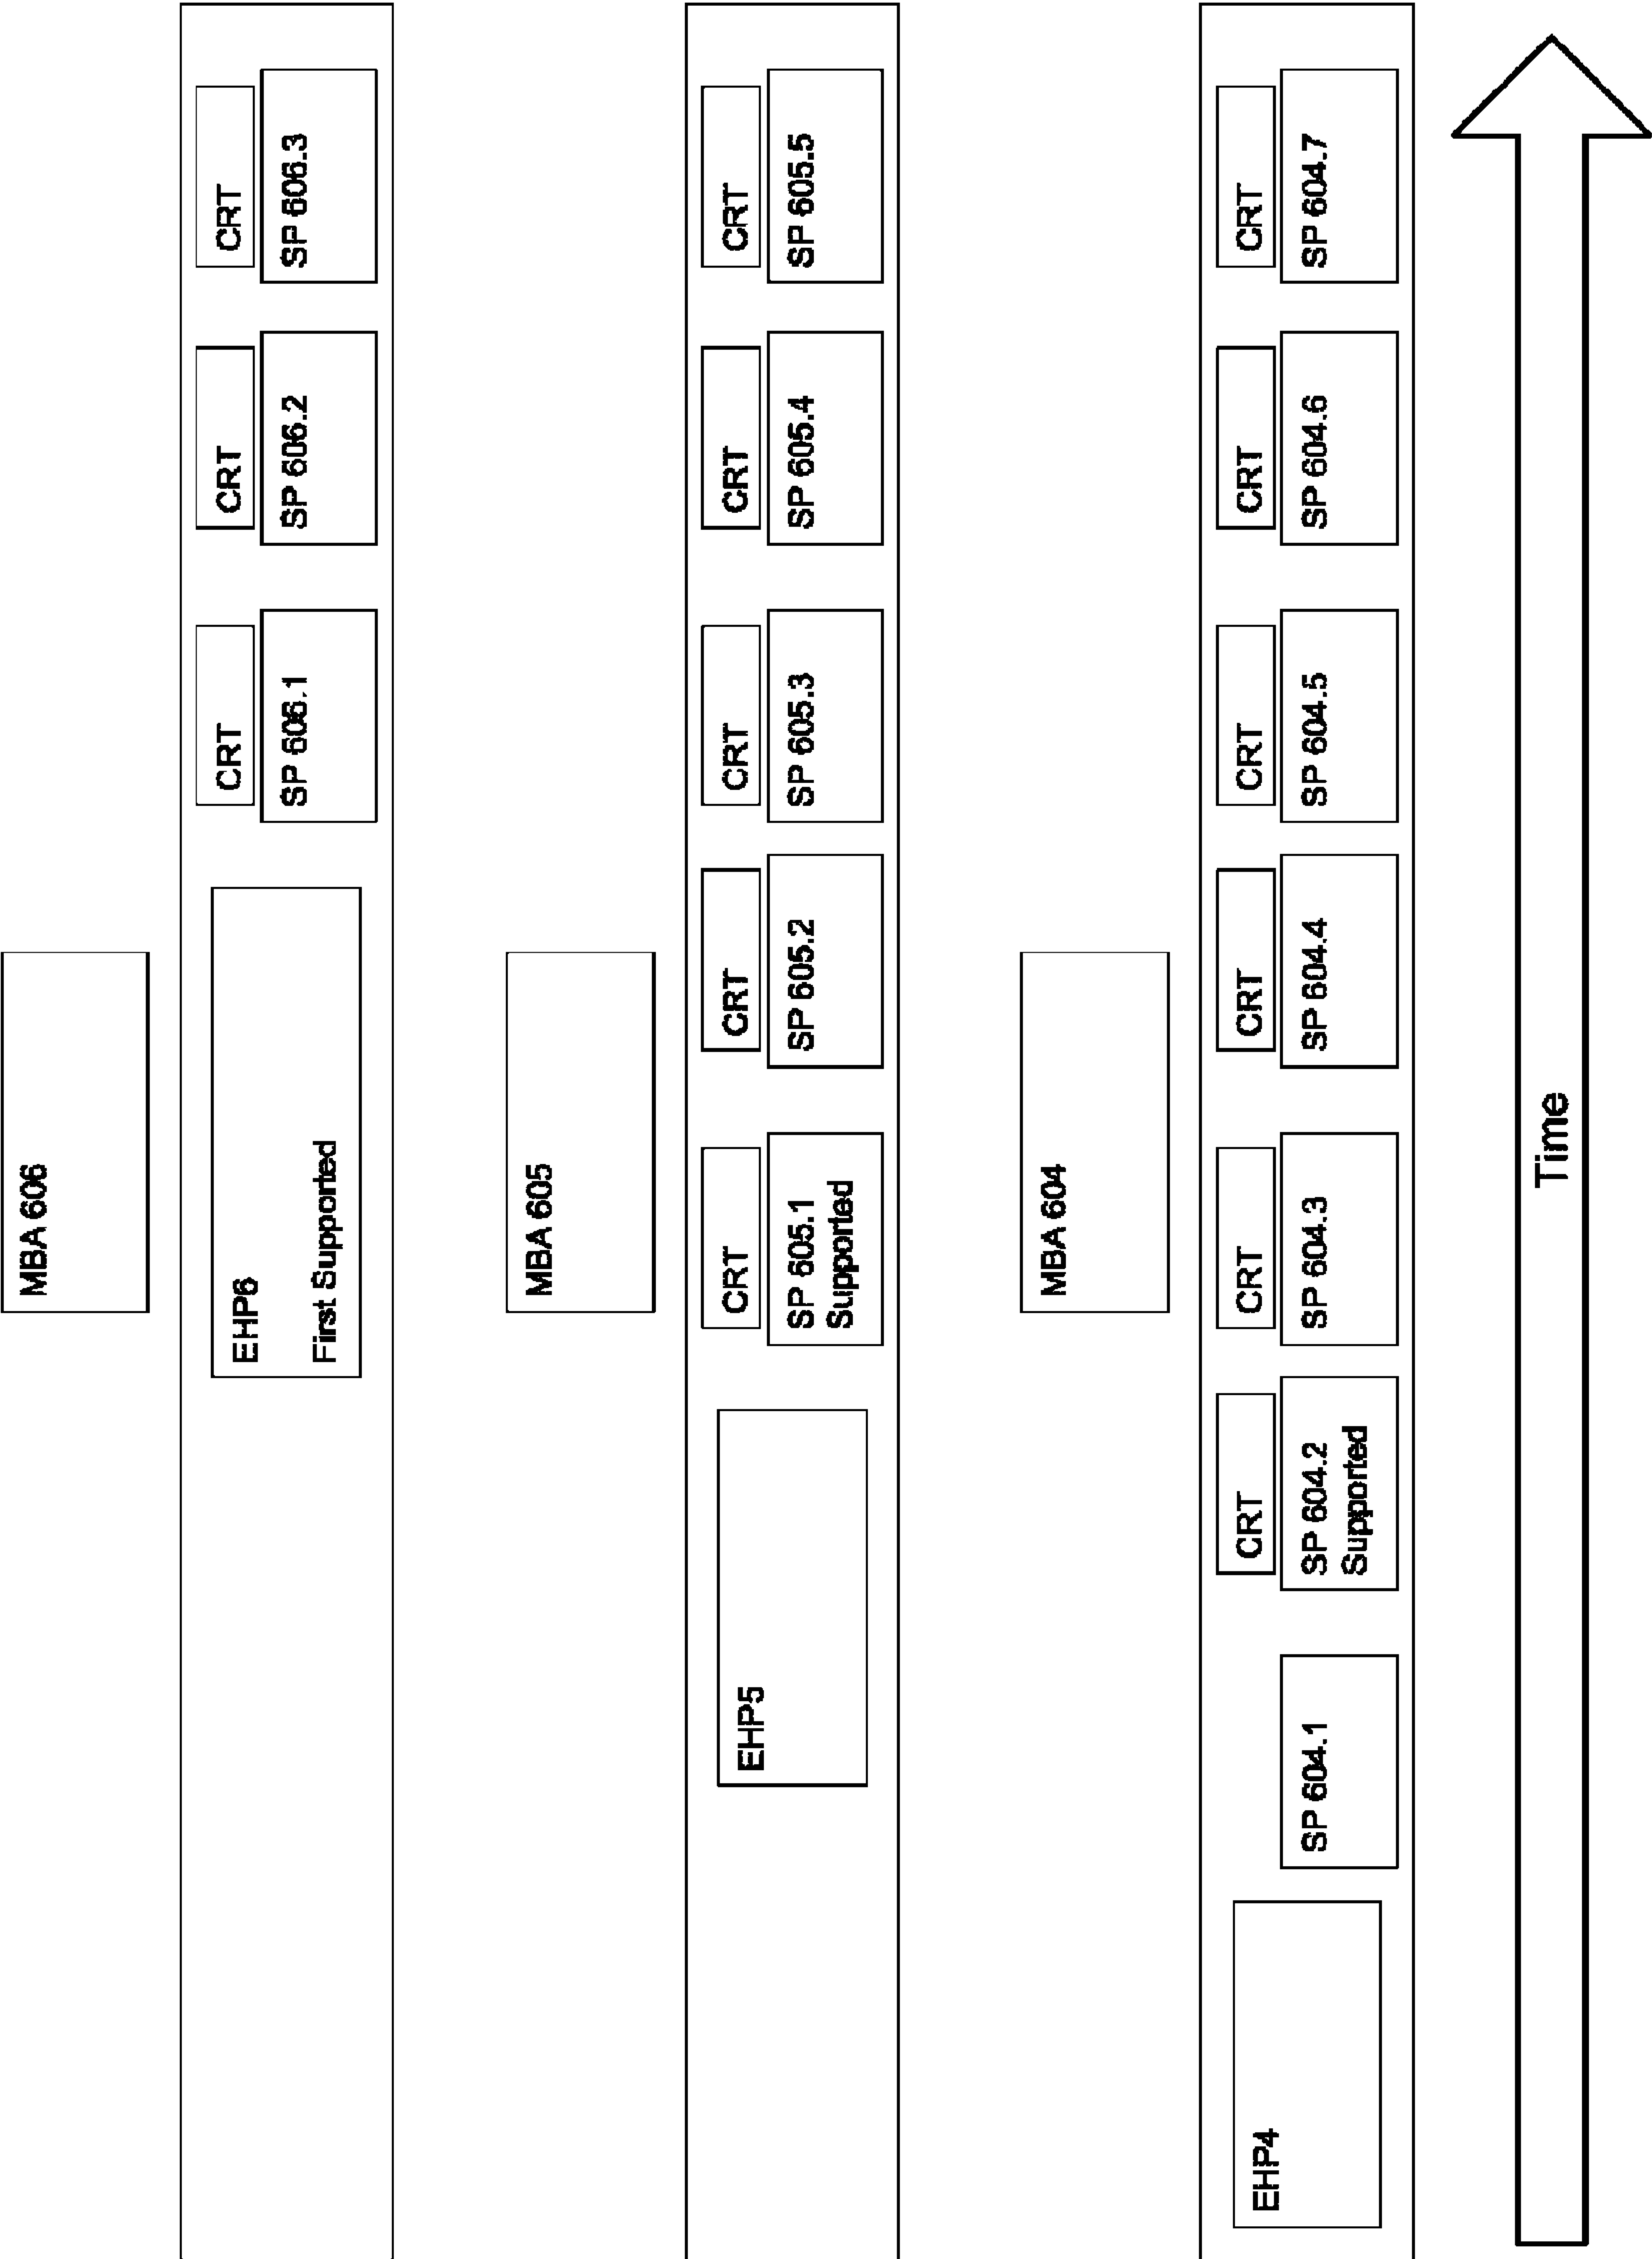 MBA 606
EHP6
First Supported
CRT
SP 606.1
CRT
SP 606.2
CRT
SP 606.3
MBA 605
EHP5
CRT
SP 605.1
Supported
CRT
SP 605.2
CRT
SP 605.3
CRT
SP 605.4
CRT
SP 605.5
MBA 604
EHP4
SP 604.1
CRT
SP 604.2
Supported
CRT
SP 604.3
CRT
SP 604.4
CRT
SP 604.5
CRT
SP 604.6
CRT
SP 604.7
Time